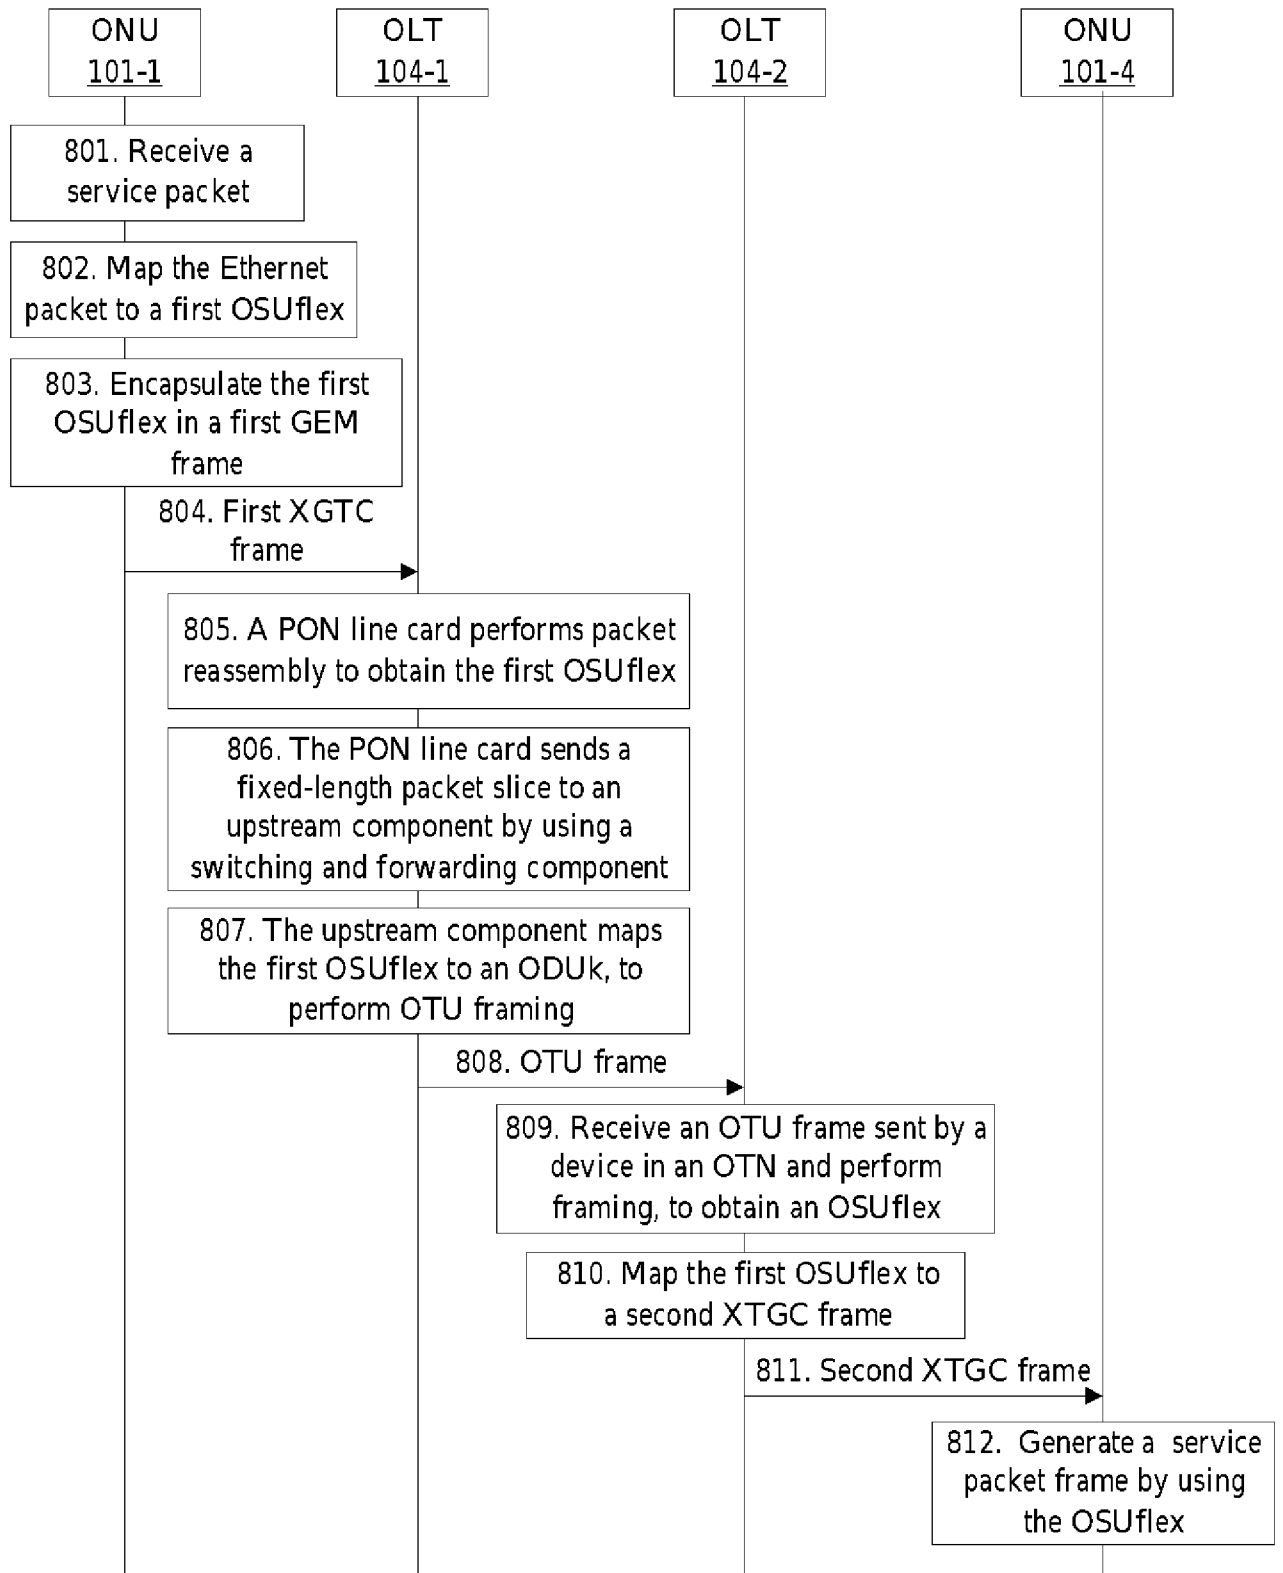 ONU
101-1
OLT
104-1
OLT
104-2
ONU
101-4
801. Receive a
service packet
802. Map the Ethernet
packet to a first OSUflex
803. Encapsulate the first
OSUflex in a first GEM
frame
804. First XGTC
frame
805. A PON line card performs packet
reassembly to obtain the first OSUflex
806. The PON line card sends a
fixed-length packet slice to an
upstream component by using a
switching and forwarding component
807. The upstream component maps
the first OSUflex to an ODUk, to
perform OTU framing
808. OTU frame
809. Receive an OTU frame sent by a
device in an OTN and perform
framing, to obtain an OSUflex
810. Map the first OSUflex to
a second XTGC frame
811. Second XTGC frame
812. Generate a service
packet frame by using
the OSUflex